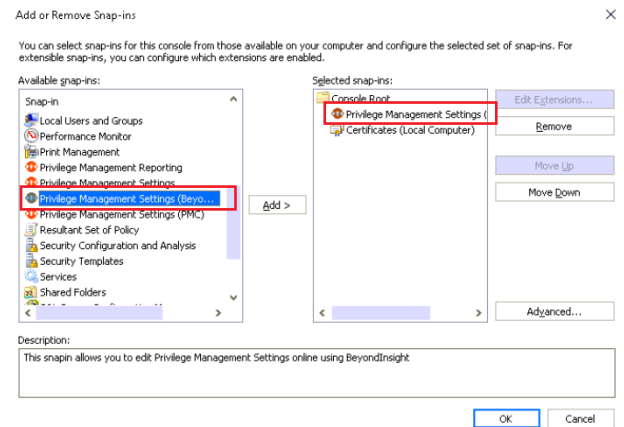 Add or Remove Snap-ins
You can select snap-ins for this console from those available on your computer and configure the selected set of snap-ins. For
extensible snap-ins, you can configure which extensions are enabled.
Available snap-ins:
Selected snap-ins:
Snap-in
Local Users and Groups
Performance Monitor
Print Management
Privilege Management Reporting
Privilege Management Settings
Privilege Management Settings (Beyo...
Privilege Management Settings (PMC)
Resultant Set of Policy
Security Configuration and Analysis
Security Templates
Services
Shared Folders
Add >
Console Root
Privilege Management Settings (
Certificates (Local Computer)
Edit Extensions...
Remove
Move Up
Move Down
Advanced...
Description:
This snapin allows you to edit Privilege Management Settings online using BeyondInsight
OK
Cancel